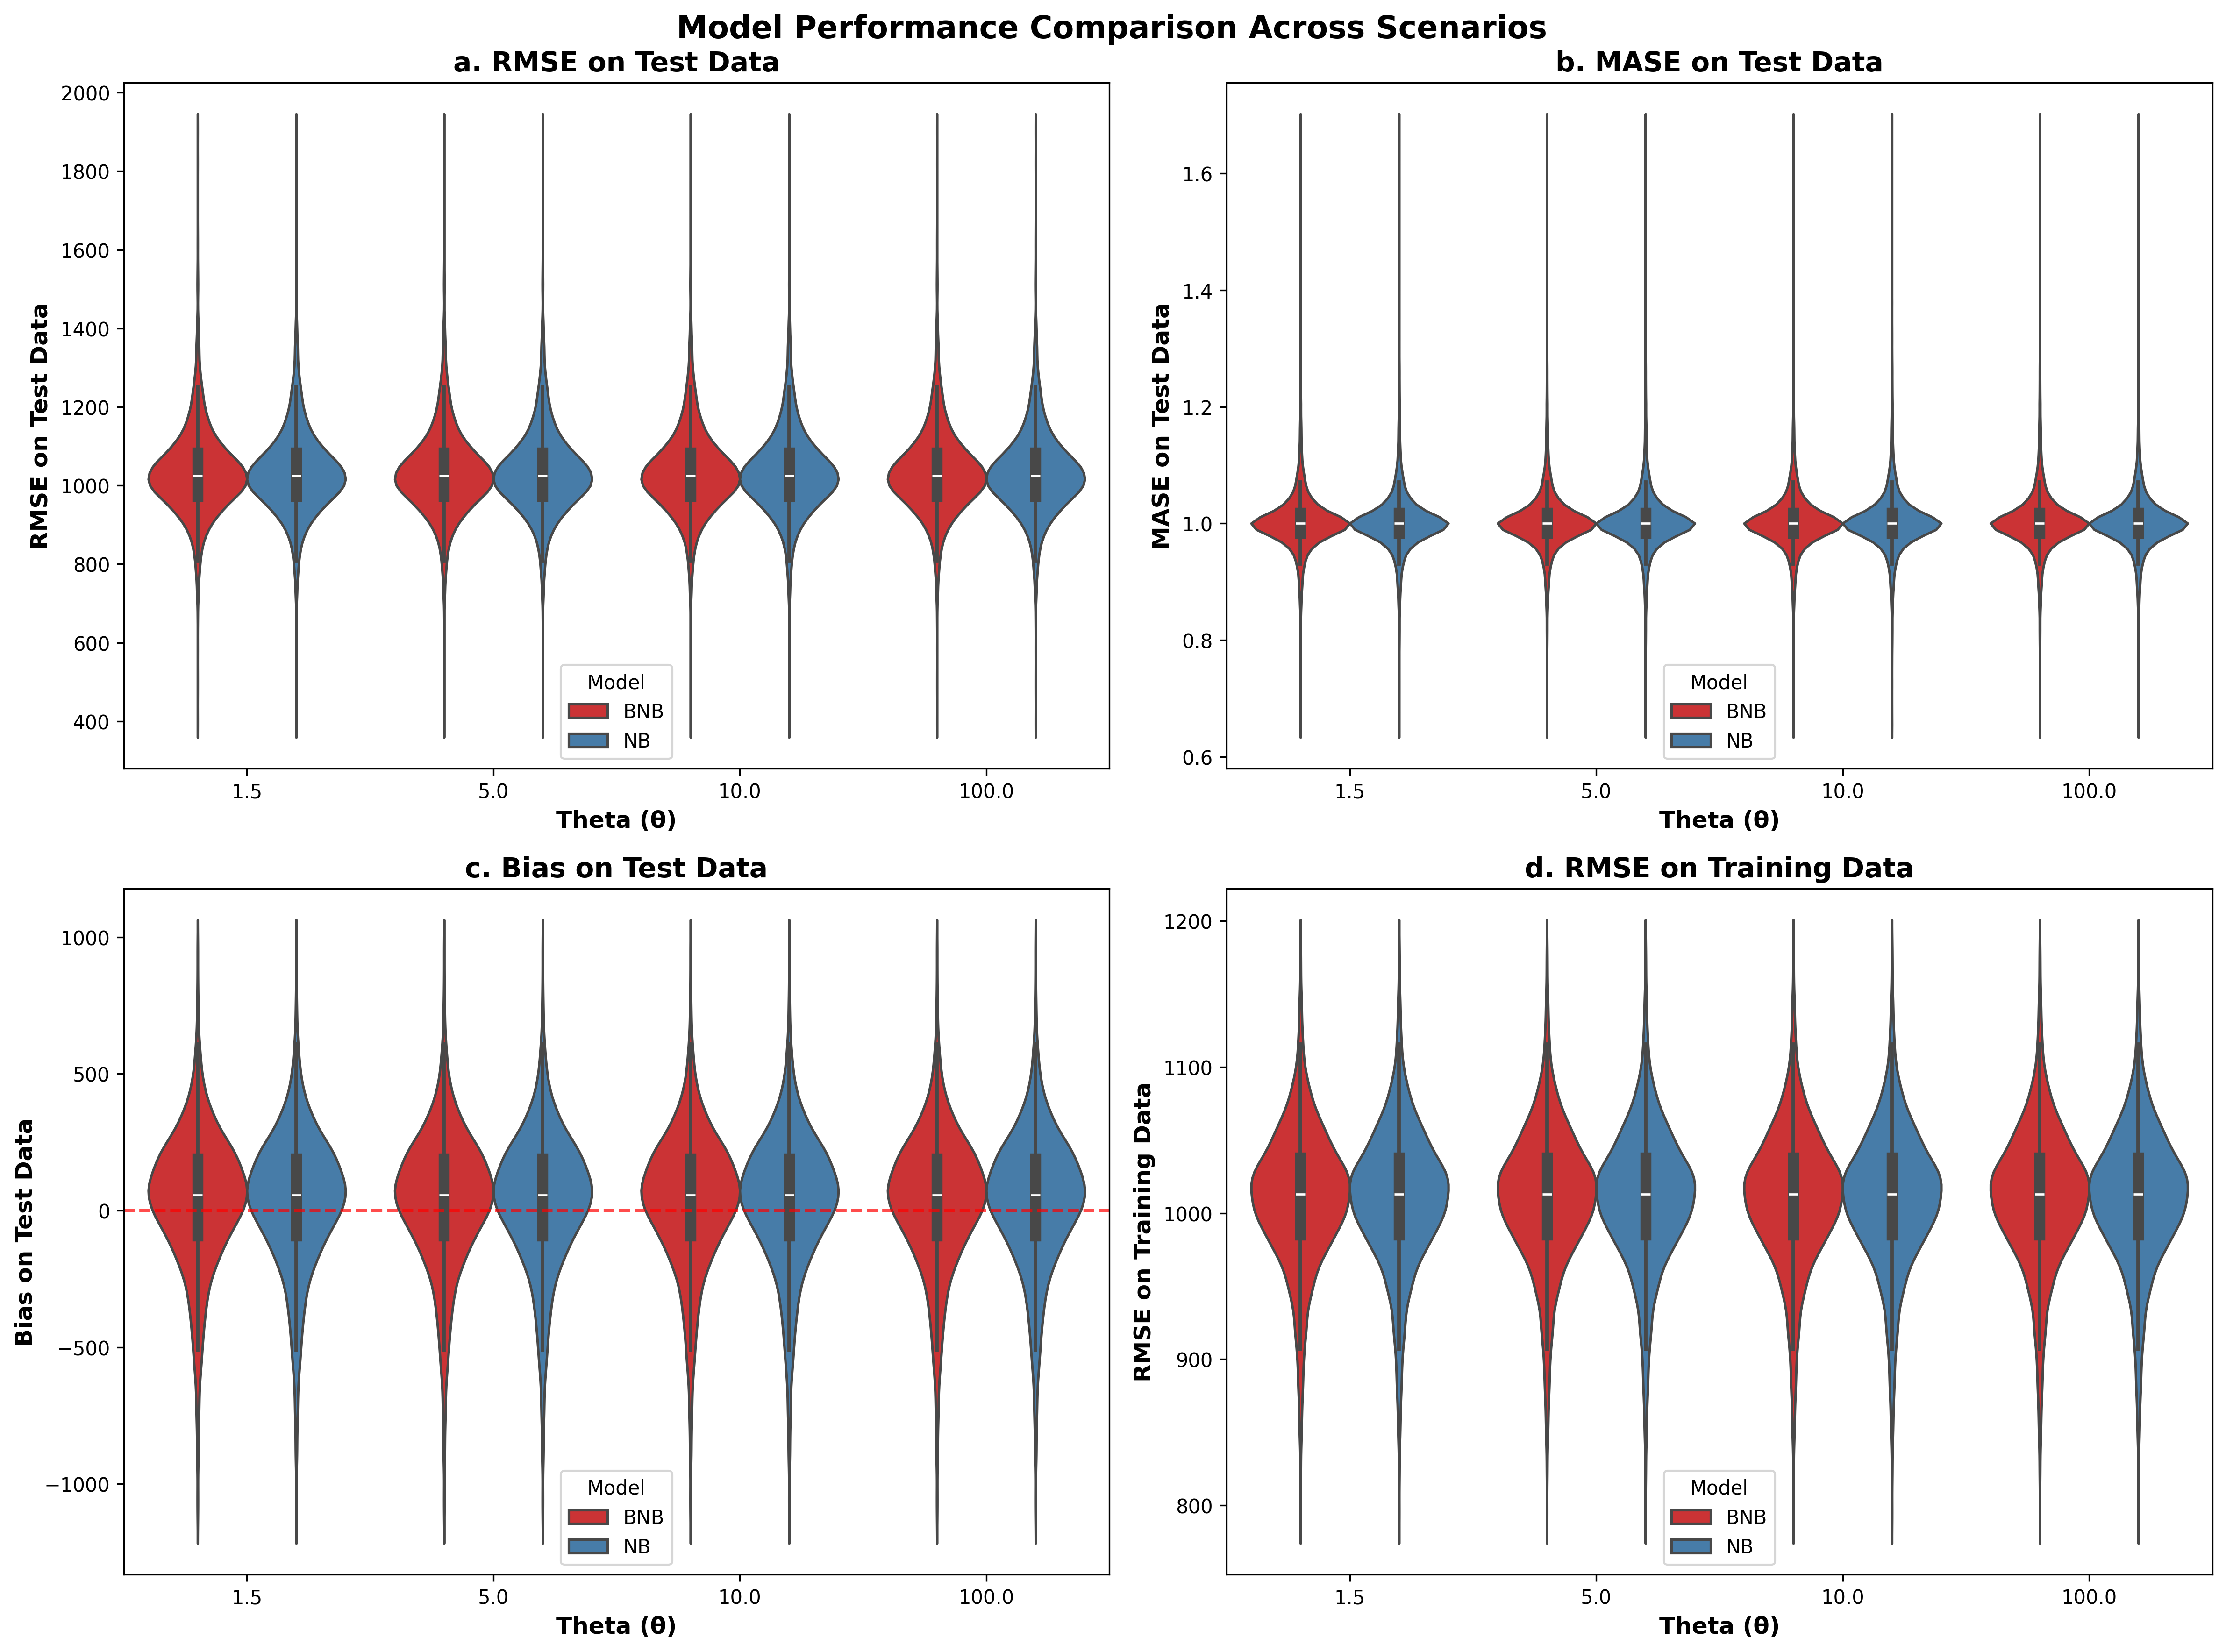 Model Performance Comparison Across Scenarios
a. RMSE on Test Data
RMSE on Test Data
2000
1800
1600
1400
1200
1000
800
600
400
Model
BNB
NB
1.5 5.0 10.0 100.0
Theta (θ)
b. MASE on Test Data
MASE on Test Data
1.6
1.4
1.2
1.0
0.8
0.6
Model
BNB
NB
1.5 5.0 10.0 100.0
Theta (θ)
c. Bias on Test Data
Bias on Test Data
1000
500
0
−500
−1000
Model
BNB
NB
1.5 5.0 10.0 100.0
Theta (θ)
d. RMSE on Training Data
RMSE on Training Data
1200
1100
1000
900
800
Model
BNB
NB
1.5 5.0 10.0 100.0
Theta (θ)